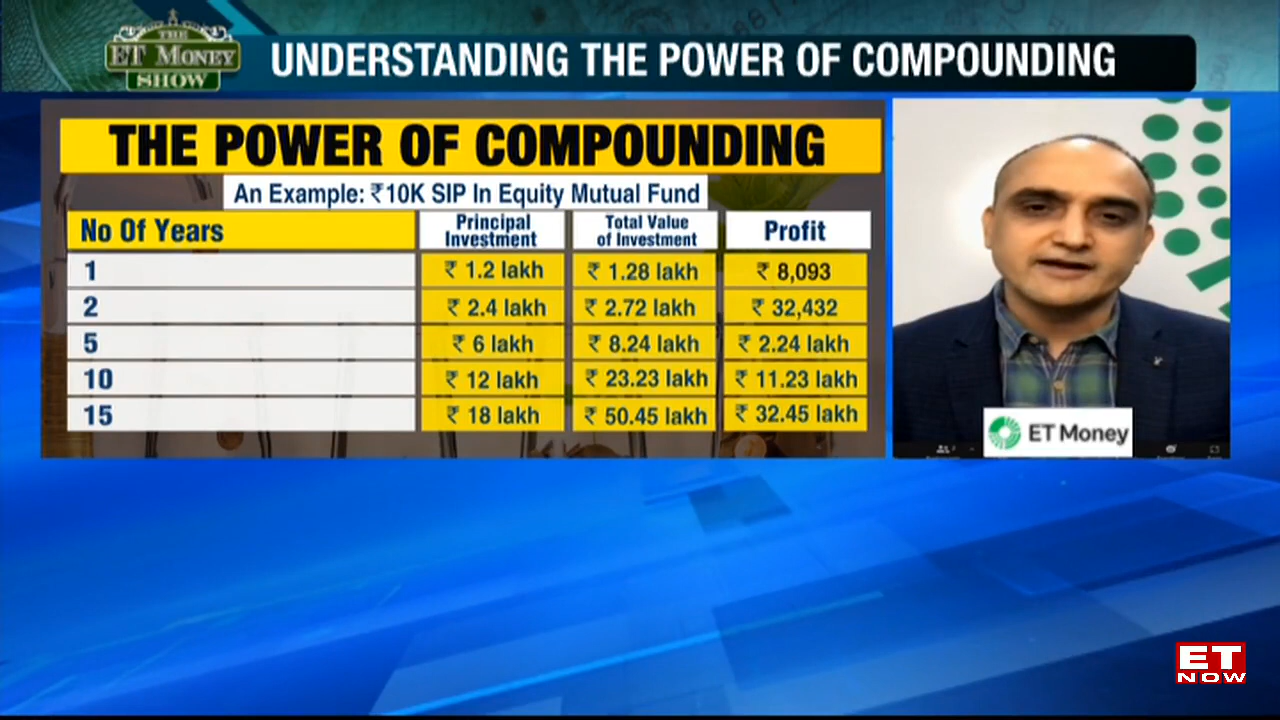 THE
ET MONEY
SHOW
UNDERSTANDING THE POWER OF COMPOUNDING
THE POWER OF COMPOUNDING
An Example: ₹10K SIP In Equity Mutual Fund
No Of Years Principal Investment Total Value of Investment Profit
1 ₹ 1.2 lakh ₹ 1.28 lakh ₹ 8,093
2 ₹ 2.4 lakh ₹ 2.72 lakh ₹ 32,432
5 ₹ 6 lakh ₹ 8.24 lakh ₹ 2.24 lakh
10 ₹ 12 lakh ₹ 23.23 lakh ₹ 11.23 lakh
15 ₹ 18 lakh ₹ 50.45 lakh ₹ 32.45 lakh
ET Money
ET
NOW